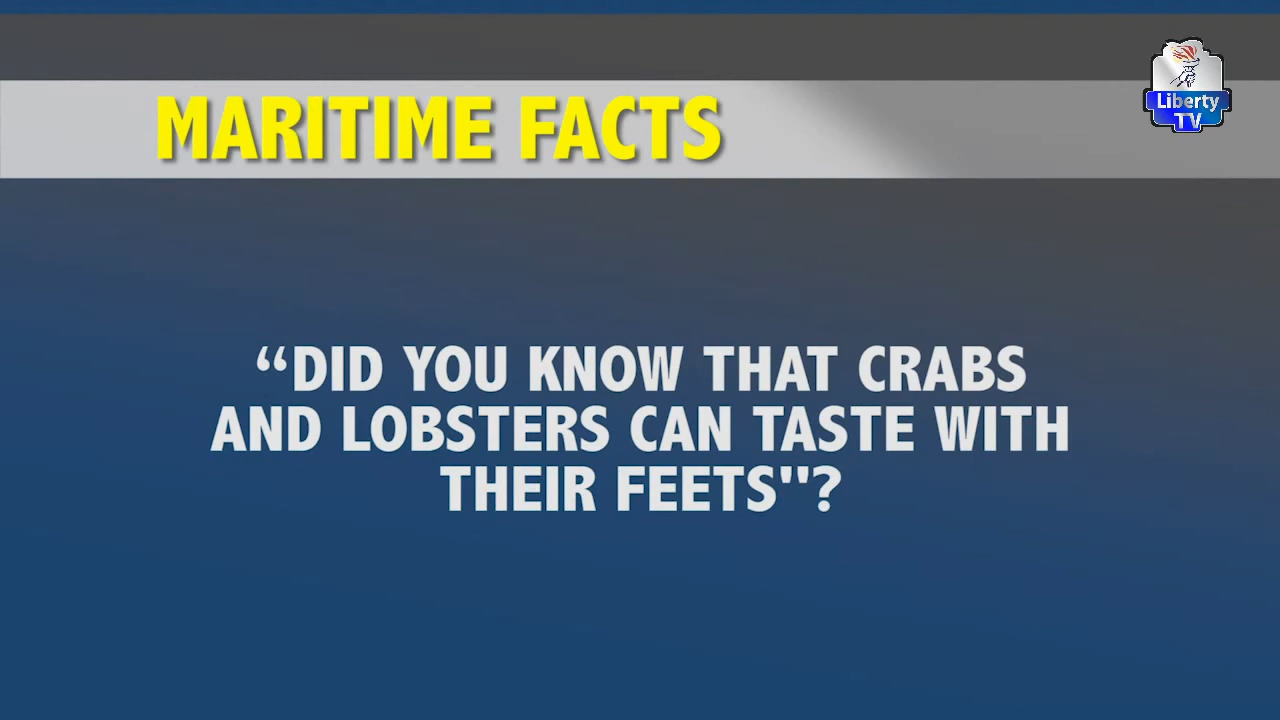 MARITIME FACTS
Liberty
TV
“DID YOU KNOW THAT CRABS
AND LOBSTERS CAN TASTE WITH
THEIR FEETS"?